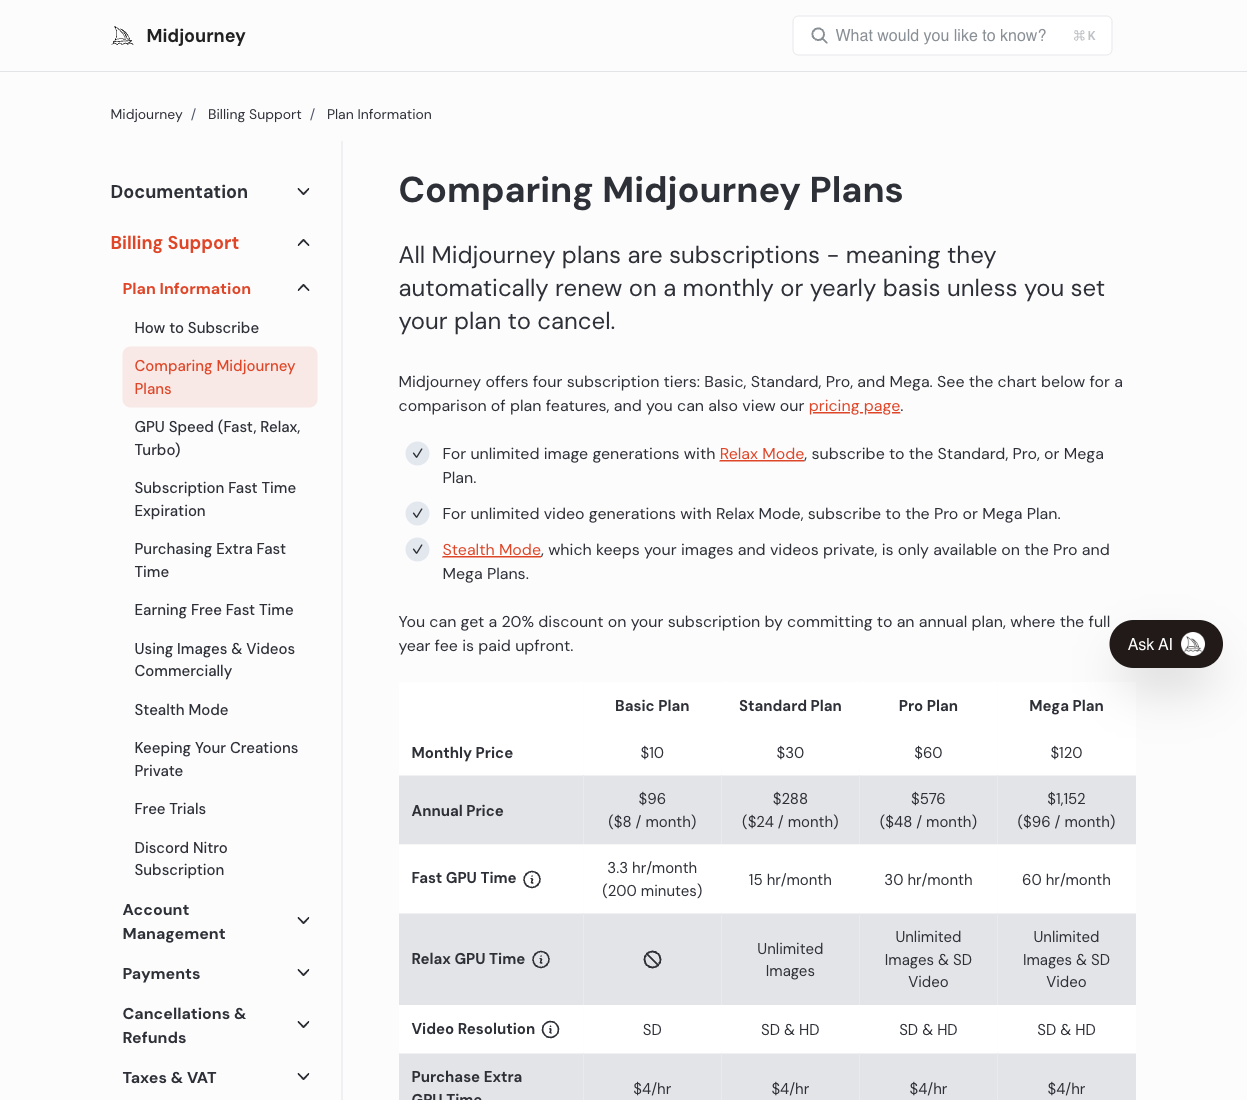 Midjourney
What would you like to know? ⌘K
Midjourney / Billing Support / Plan Information
Documentation
Billing Support
Plan Information
How to Subscribe
Comparing Midjourney
Plans
GPU Speed (Fast, Relax,
Turbo)
Subscription Fast Time
Expiration
Purchasing Extra Fast
Time
Earning Free Fast Time
Using Images & Videos
Commercially
Stealth Mode
Keeping Your Creations
Private
Free Trials
Discord Nitro
Subscription
Account
Management
Payments
Cancellations &
Refunds
Taxes & VAT
Comparing Midjourney Plans
All Midjourney plans are subscriptions - meaning they
automatically renew on a monthly or yearly basis unless you set
your plan to cancel.
Midjourney offers four subscription tiers: Basic, Standard, Pro, and Mega. See the chart below for a
comparison of plan features, and you can also view our pricing page.
For unlimited image generations with Relax Mode, subscribe to the Standard, Pro, or Mega
Plan.
For unlimited video generations with Relax Mode, subscribe to the Pro or Mega Plan.
Stealth Mode, which keeps your images and videos private, is only available on the Pro and
Mega Plans.
You can get a 20% discount on your subscription by committing to an annual plan, where the full
year fee is paid upfront.
Ask AI
Basic Plan Standard Plan Pro Plan Mega Plan
Monthly Price $10 $30 $60 $120
Annual Price $96 $288 $576 $1,152
($8 / month) ($24 / month) ($48 / month) ($96 / month)
Fast GPU Time 3.3 hr/month 15 hr/month 30 hr/month 60 hr/month
(200 minutes)
Relax GPU Time Unlimited Unlimited Unlimited
Images Images & SD Images & SD
Video Video
Video Resolution SD SD & HD SD & HD SD & HD
Purchase Extra $4/hr $4/hr $4/hr $4/hr
GPU Time